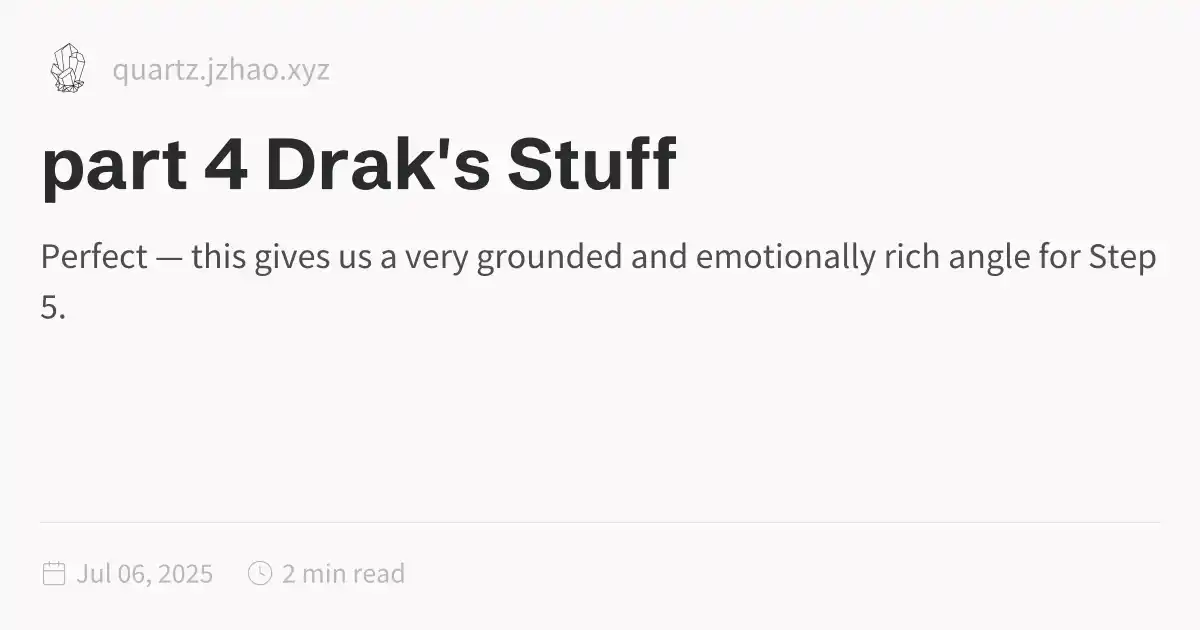 quartz.jzhao.xyz
part 4 Drak's Stuff
Perfect — this gives us a very grounded and emotionally rich angle for Step
5.
Jul 06, 2025 2 min read